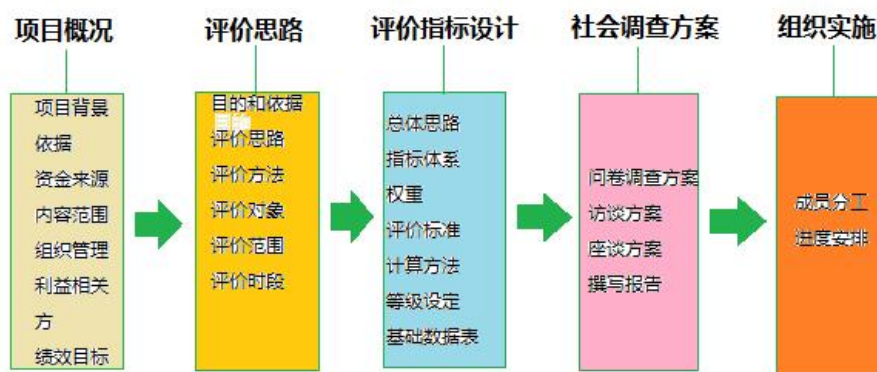 项目概况
评价思路
评价指标设计
社会调查方案
组织实施
项目背景
依据
资金来源
内容范围
组织管理
利益相关
方
绩效目标
目的和依据
评价思路
评价方法
评价对象
评价范围
评价时段
总体思路
指标体系
权重
评价标准
计算方法
等级设定
基础数据表
问卷调查方案
访谈方案
座谈方案
撰写报告
成员分工
进度安排